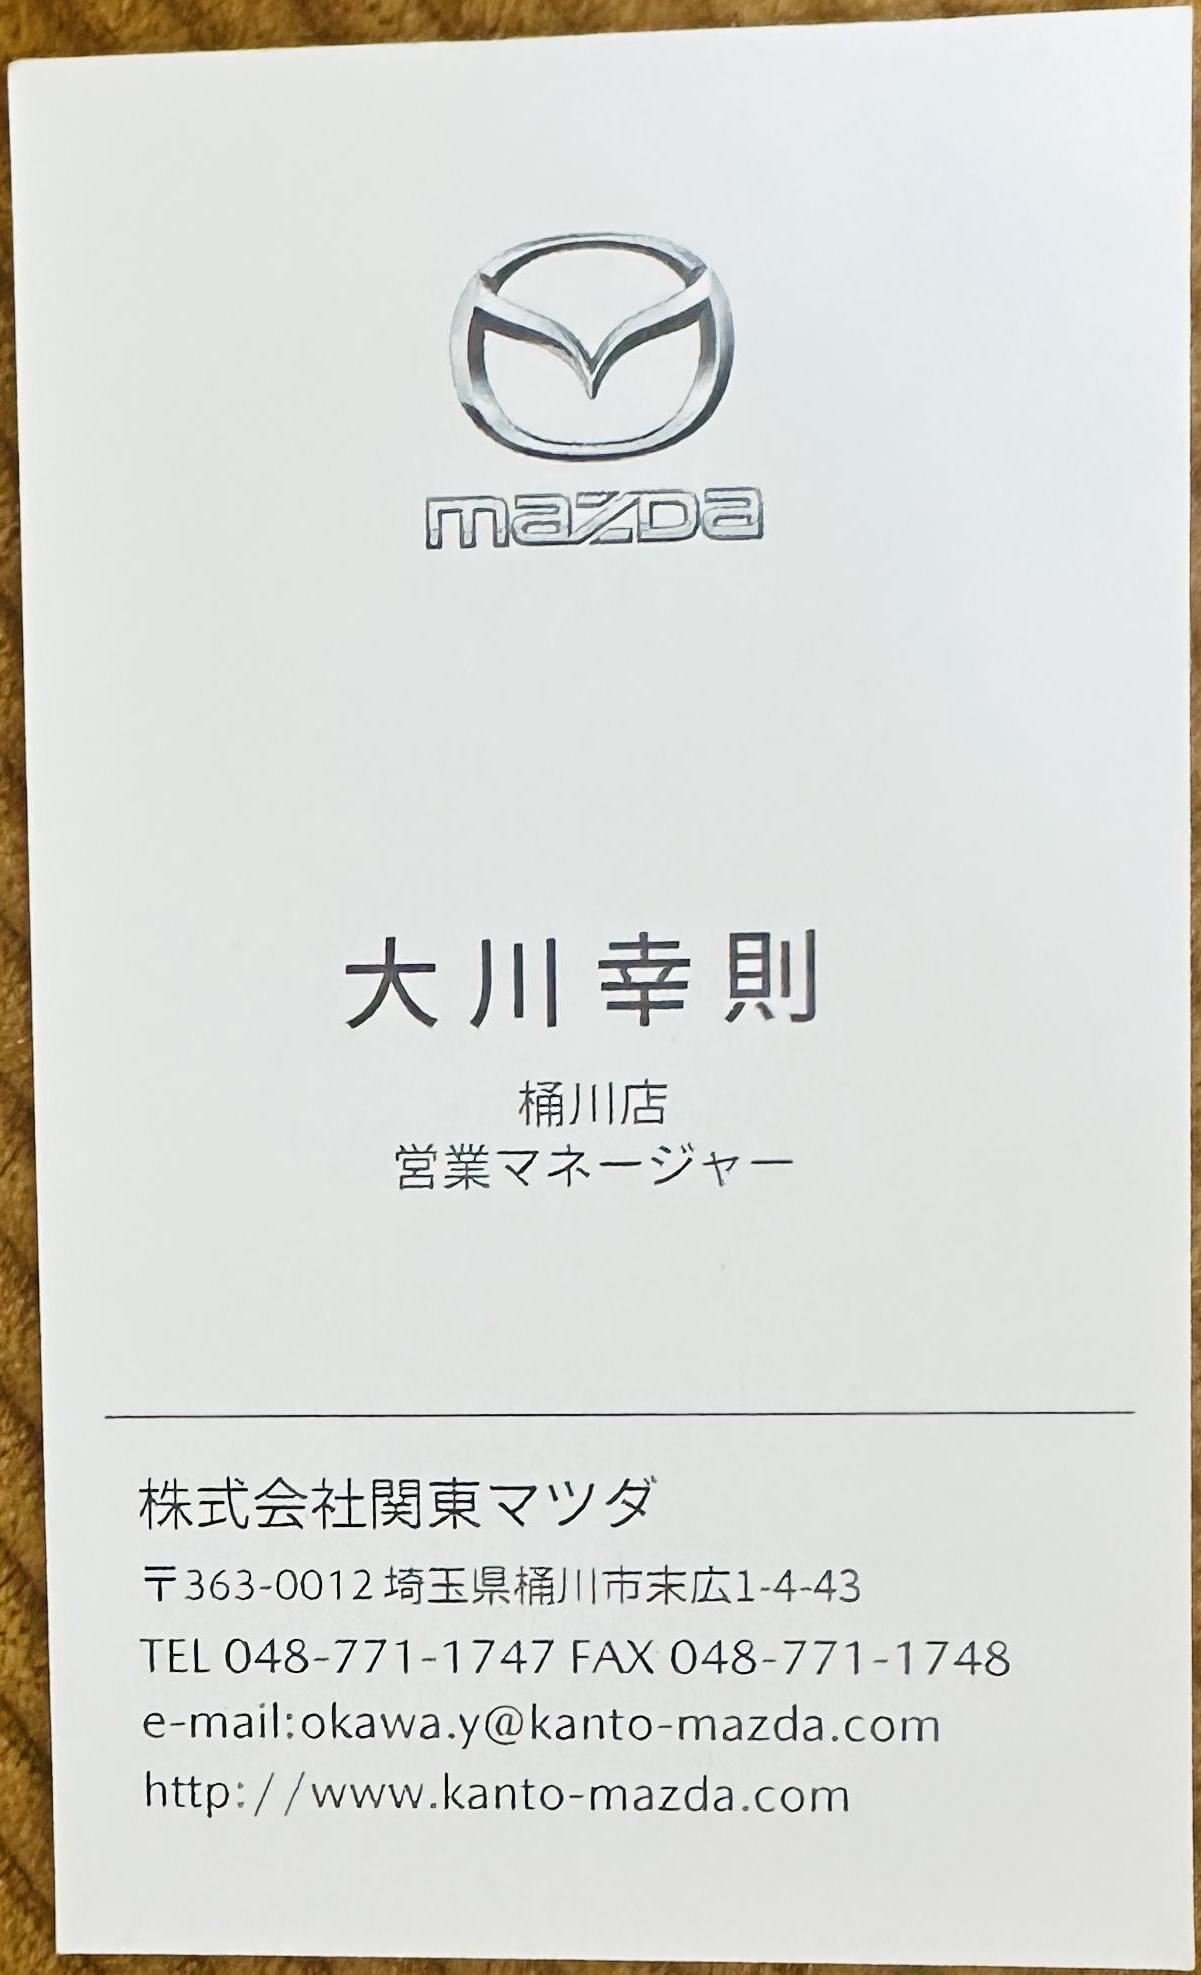 mazda
大川幸則
桶川店
営業マネージャー
株式会社関東マツダ
〒363-0012 埼玉県桶川市末広1-4-43
TEL 048-771-1747 FAX 048-771-1748
e-mail:okawa.y@kanto-mazda.com
http://www.kanto-mazda.com